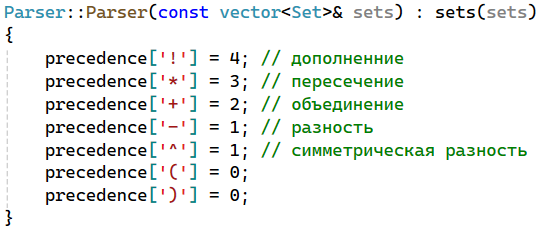 Parser::Parser(const vector<Set>& sets) : sets(sets)
{
    precedence['!'] = 4; // дополненние
    precedence['*'] = 3; // пересечение
    precedence['+'] = 2; // объединение
    precedence['-'] = 1; // разность
    precedence['^'] = 1; // симметрическая разность
    precedence['('] = 0;
    precedence[')'] = 0;
}